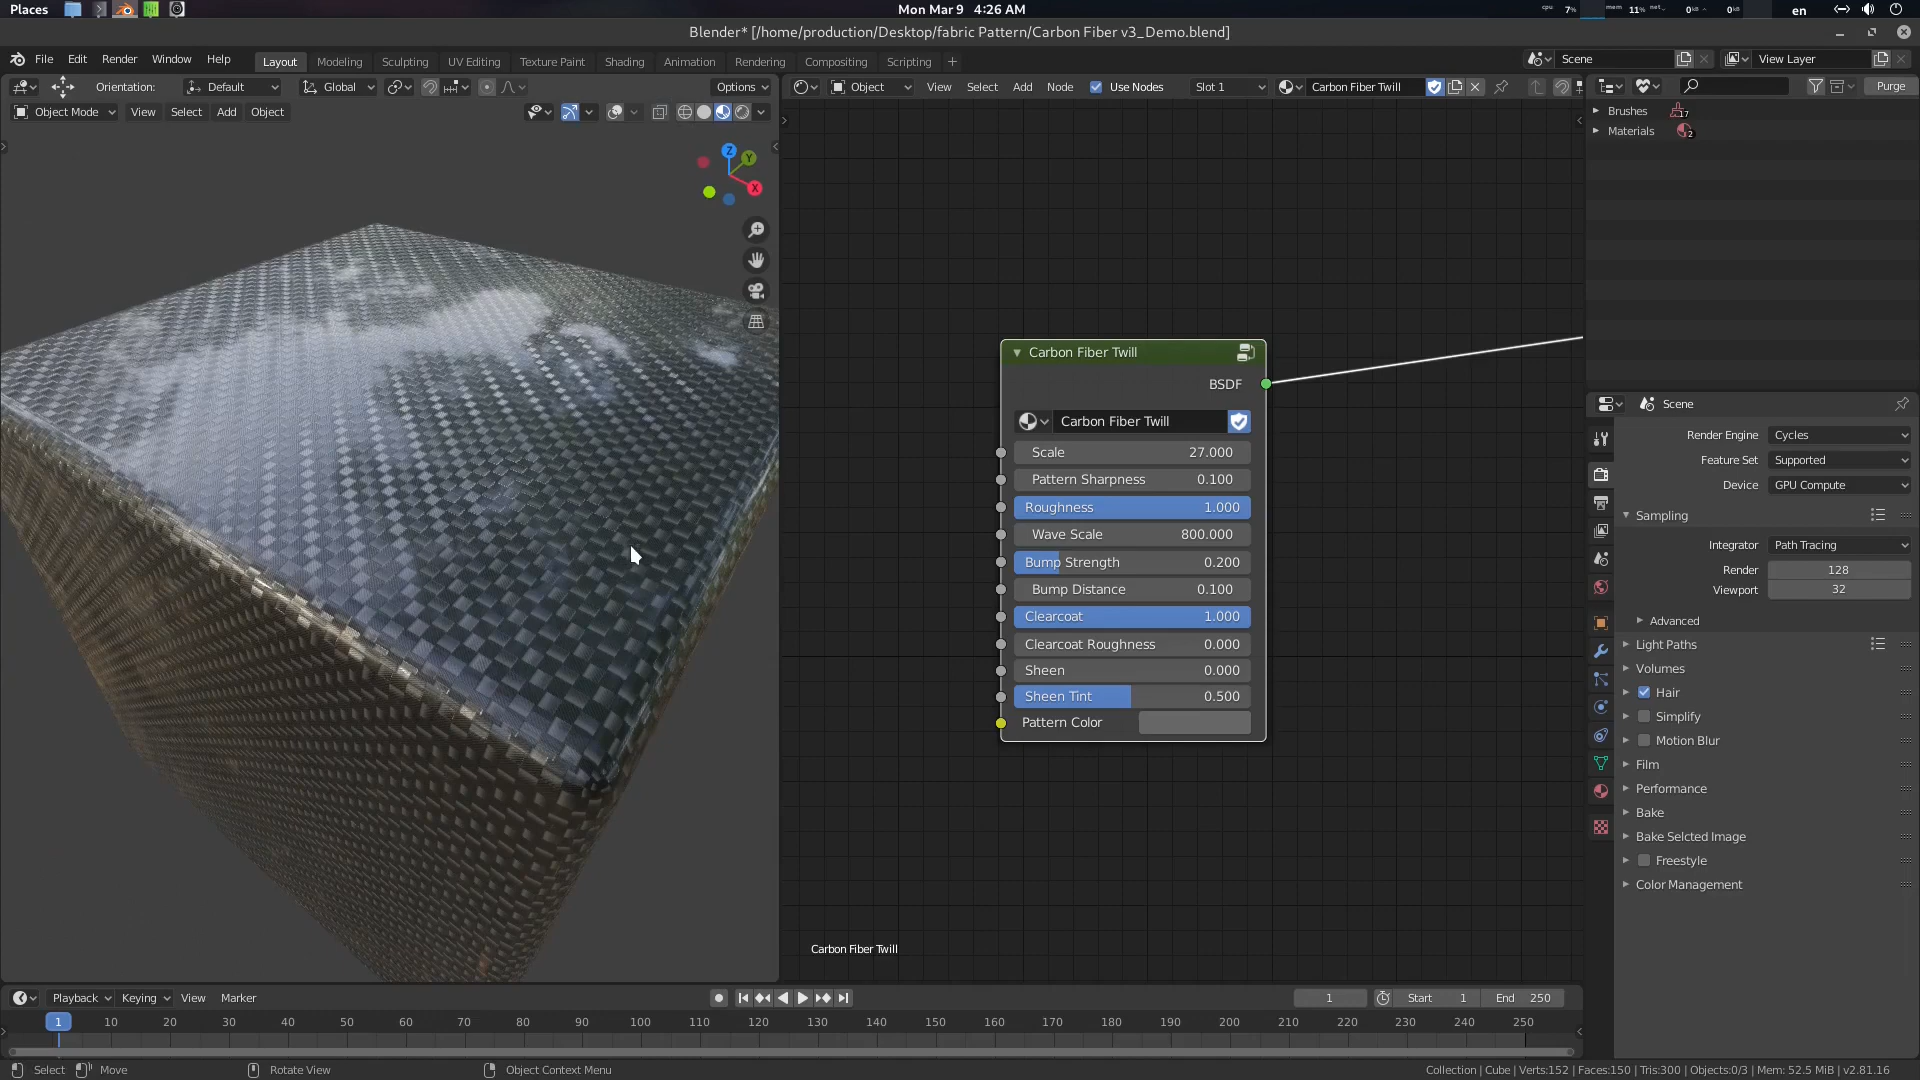 Places
Mon Mar 9 4:26 AM
cpu 7% mem 11% net 0kB 0kB en
Blender* [/home/production/Desktop/fabric Pattern/Carbon Fiber v3_Demo.blend]
File Edit Render Window Help Layout Modeling Sculpting UV Editing Texture Paint Shading Animation Rendering Compositing Scripting + Scene View Layer
Orientation: Default Global Options Object View Select Add Node Use Nodes Slot 1 Carbon Fiber Twill Purge
Object Mode View Select Add Object
Brushes 17
Materials 2
Z
Y
X
Carbon Fiber Twill
BSDF
Carbon Fiber Twill
Scale 27.000
Pattern Sharpness 0.100
Roughness 1.000
Wave Scale 800.000
Bump Strength 0.200
Bump Distance 0.100
Clearcoat 1.000
Clearcoat Roughness 0.000
Sheen 0.000
Sheen Tint 0.500
Pattern Color
Carbon Fiber Twill
Scene
Render Engine Cycles
Feature Set Supported
Device GPU Compute
Sampling
Integrator Path Tracing
Render 128
Viewport 32
Advanced
Light Paths
Volumes
Hair
Simplify
Motion Blur
Film
Performance
Bake
Bake Selcted Image
Freestyle
Color Management
Playback Keying View Marker 1 Start 1 End 250
1 10 20 30 40 50 60 70 80 90 100 110 120 130 140 150 160 170 180 190 200 210 220 230 240 250
Select Move Rotate View Object Context Menu Collection | Cube | Verts:152 | Faces:150 | Tris:300 | Objects:0/3 | Mem: 52.5 MiB | v2.81.16